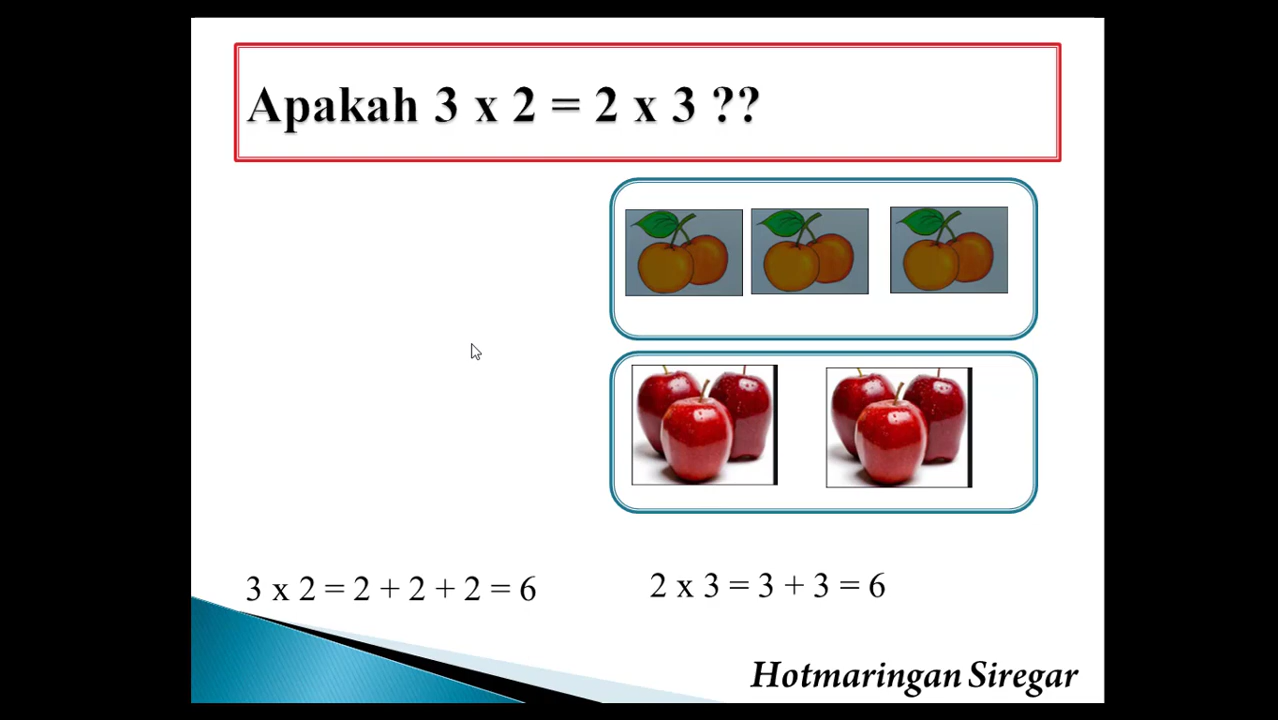 Apakah 3 x 2 = 2 x 3 ??
3 x 2 = 2 + 2 + 2 = 6
2 x 3 = 3 + 3 = 6
Hotmaringan Siregar